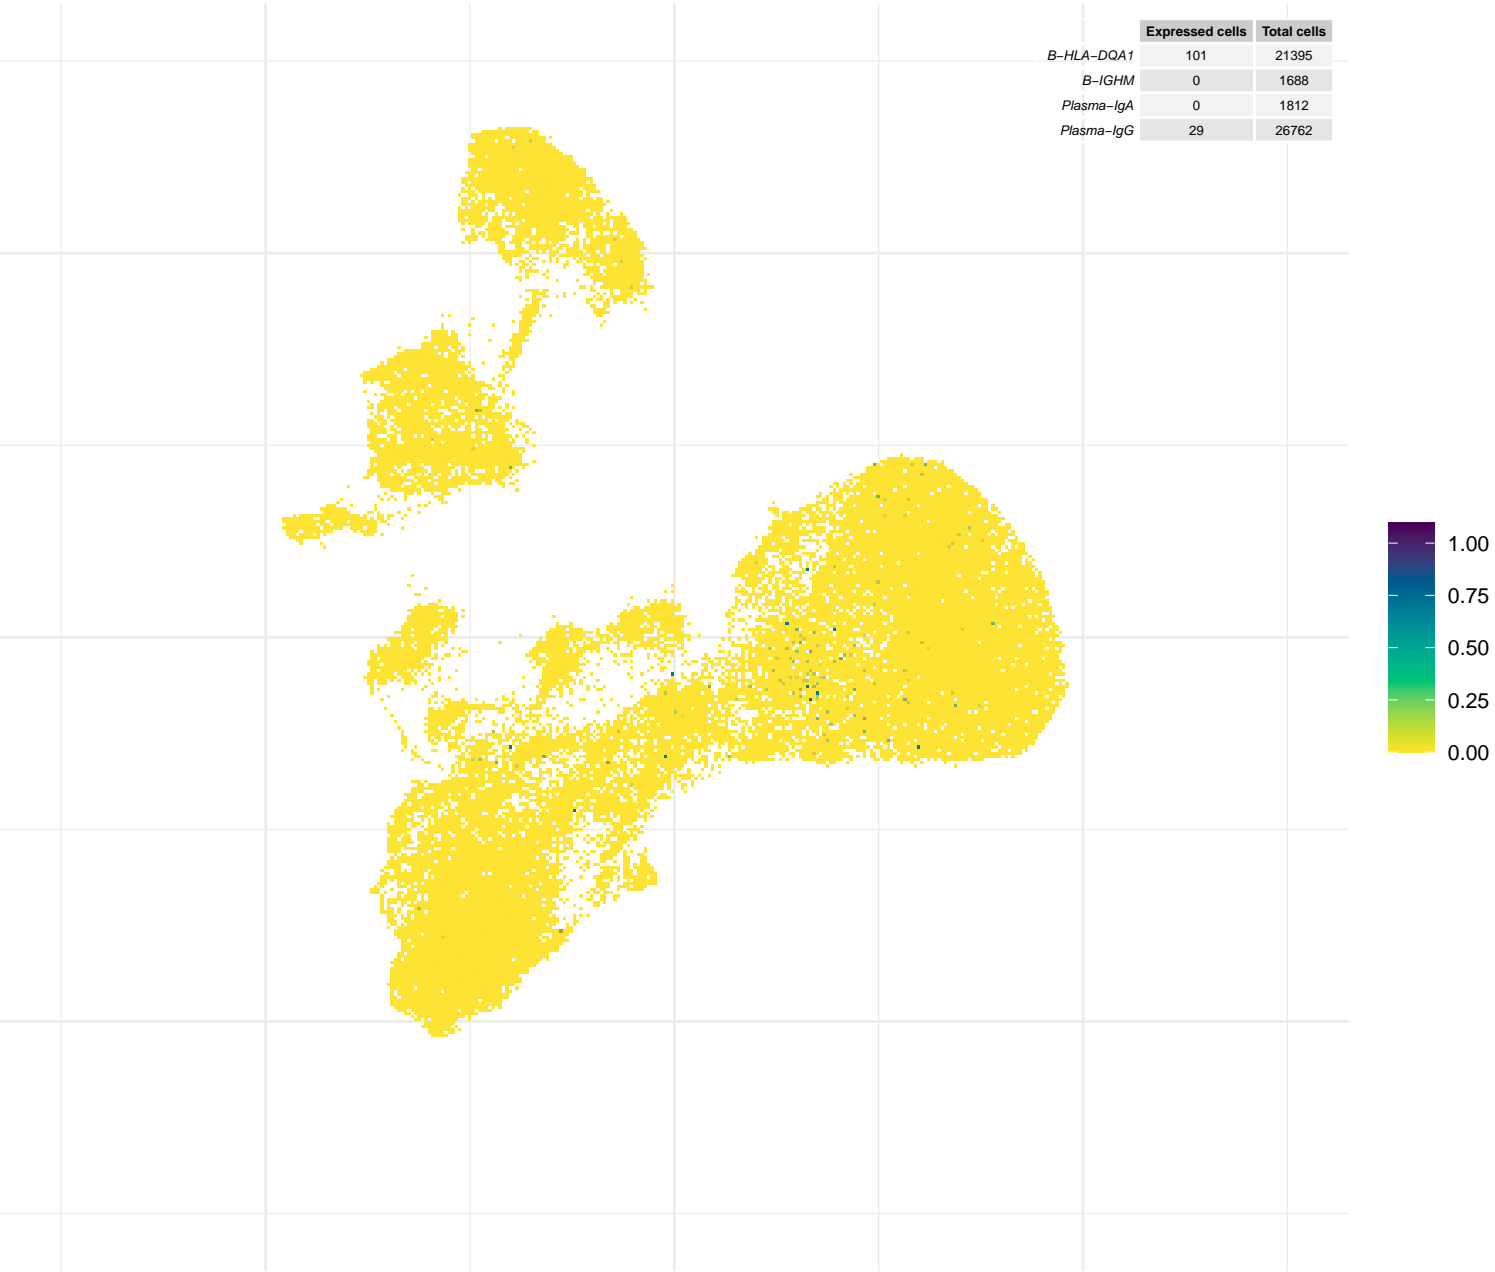 Expressed cells Total cells
B−HLA−DQA1 101 21395
B−IGHM 0 1688
Plasma−IgA 0 1812
Plasma−IgG 29 26762
1.00
0.75
0.50
0.25
0.00